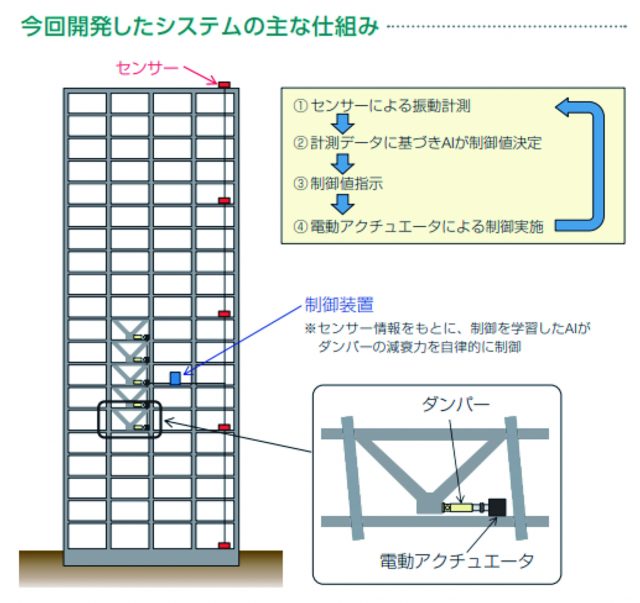 今回開発したシステムの主な仕組み
センサー
① センサーによる振動計測
② 計測データに基づきAIが制御値決定
③ 制御値指示
④ 電動アクチュエータによる制御実施
制御装置
※センサー情報をもとに、制御を学習したAIが
ダンパーの減衰力を自律的に制御
ダンパー
電動アクチュエータ